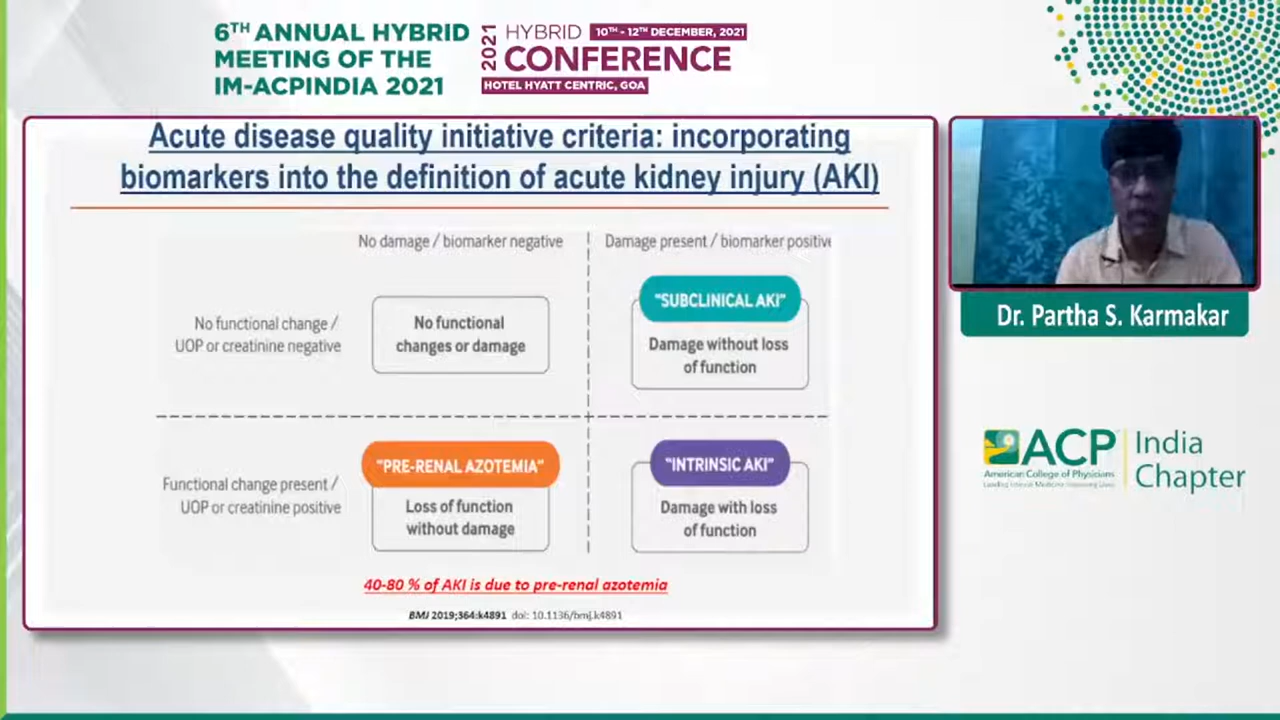 6TH ANNUAL HYBRID
MEETING OF THE
IM-ACPINDIA 2021
2021
HYBRID
10TH - 12TH DECEMBER, 2021
CONFERENCE
HOTEL HYATT CENTRIC, GOA
Acute disease quality initiative criteria: incorporating
biomarkers into the definition of acute kidney injury (AKI)
No damage / biomarker negative
Damage present / biomarker positive
No functional change /
UOP or creatinine negative
No functional
changes or damage
"SUBCLINICAL AKI"
Damage without loss
of function
Functional change present /
UOP or creatinine positive
"PRE-RENAL AZOTEMIA"
Loss of function
without damage
"INTRINSIC AKI"
Damage with loss
of function
40-80 % of AKI is due to pre-renal azotemia
BMJ 2019;364:k4891 doi: 10.1136/bmj.k4891
Dr. Partha S. Karmakar
ACP
American College of Physicians
Leading Internal Medicine, Improving Lives
India
Chapter